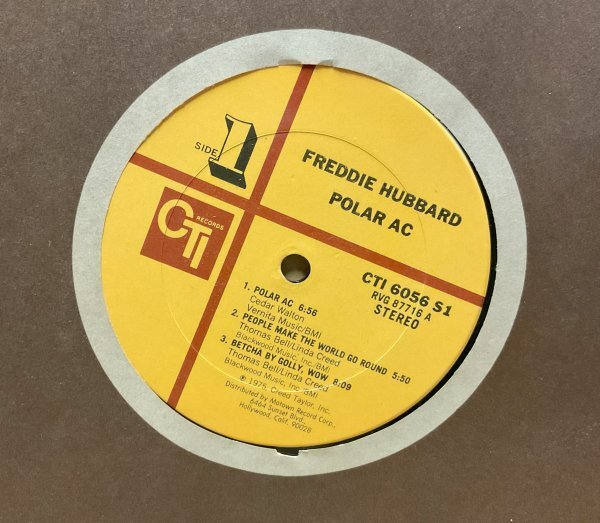 SIDE 1
FREDDIE HUBBARD
POLAR AC
CTI RECORDS
CTI 6056 S1
RVG 87716 A
STEREO
1. POLAR AC 6:56
Cedar Walton
Vernita Music/BMI
2. PEOPLE MAKE THE WORLD GO ROUND 5:50
Thomas Bell/Linda Creed
Blackwood Music, Inc./BMI
3. BETCHA BY GOLLY, WOW 8:09
Thomas Bell/Linda Creed
Blackwood Music, Inc./BMI
℗ 1975, Creed Taylor, Inc.
Distributed by Motown Record Corp.,
6464 Sunset Blvd.,
Hollywood, Calif. 90028